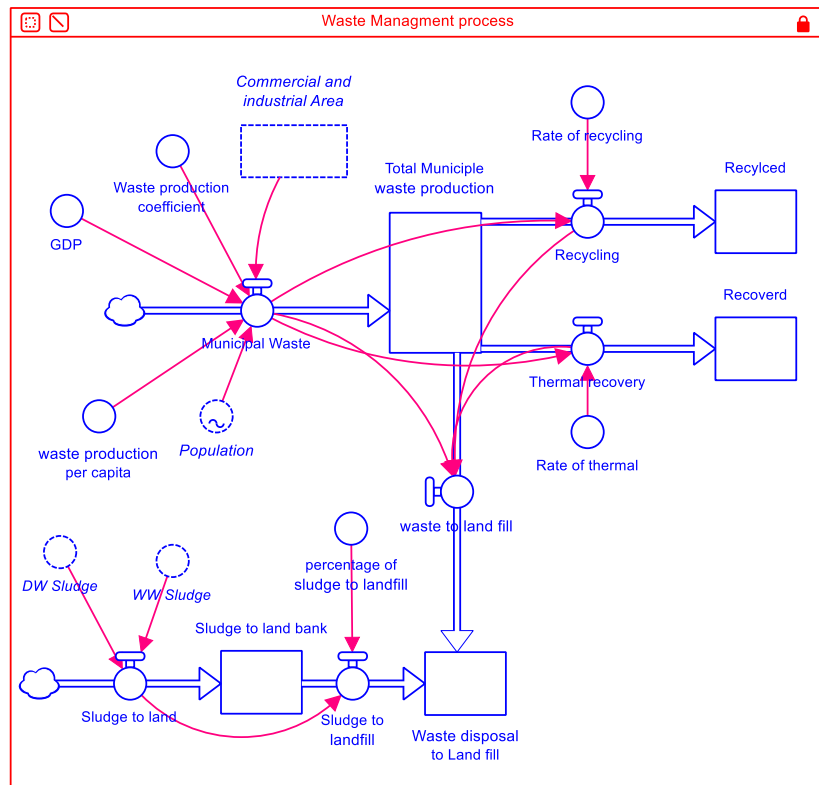 Waste Managment process
Commercial and
industrial Area
Rate of recycling
Waste production
coefficient
Total Municiple
waste production
Recylced
GDP
Recycling
Municipal Waste
Recoverd
Thermal recovery
waste production
per capita
Population
Rate of thermal
waste to land fill
percentage of
sludge to landfill
DW Sludge
WW Sludge
Sludge to land bank
Sludge to land
Sludge to
landfill
Waste disposal
to Land fill